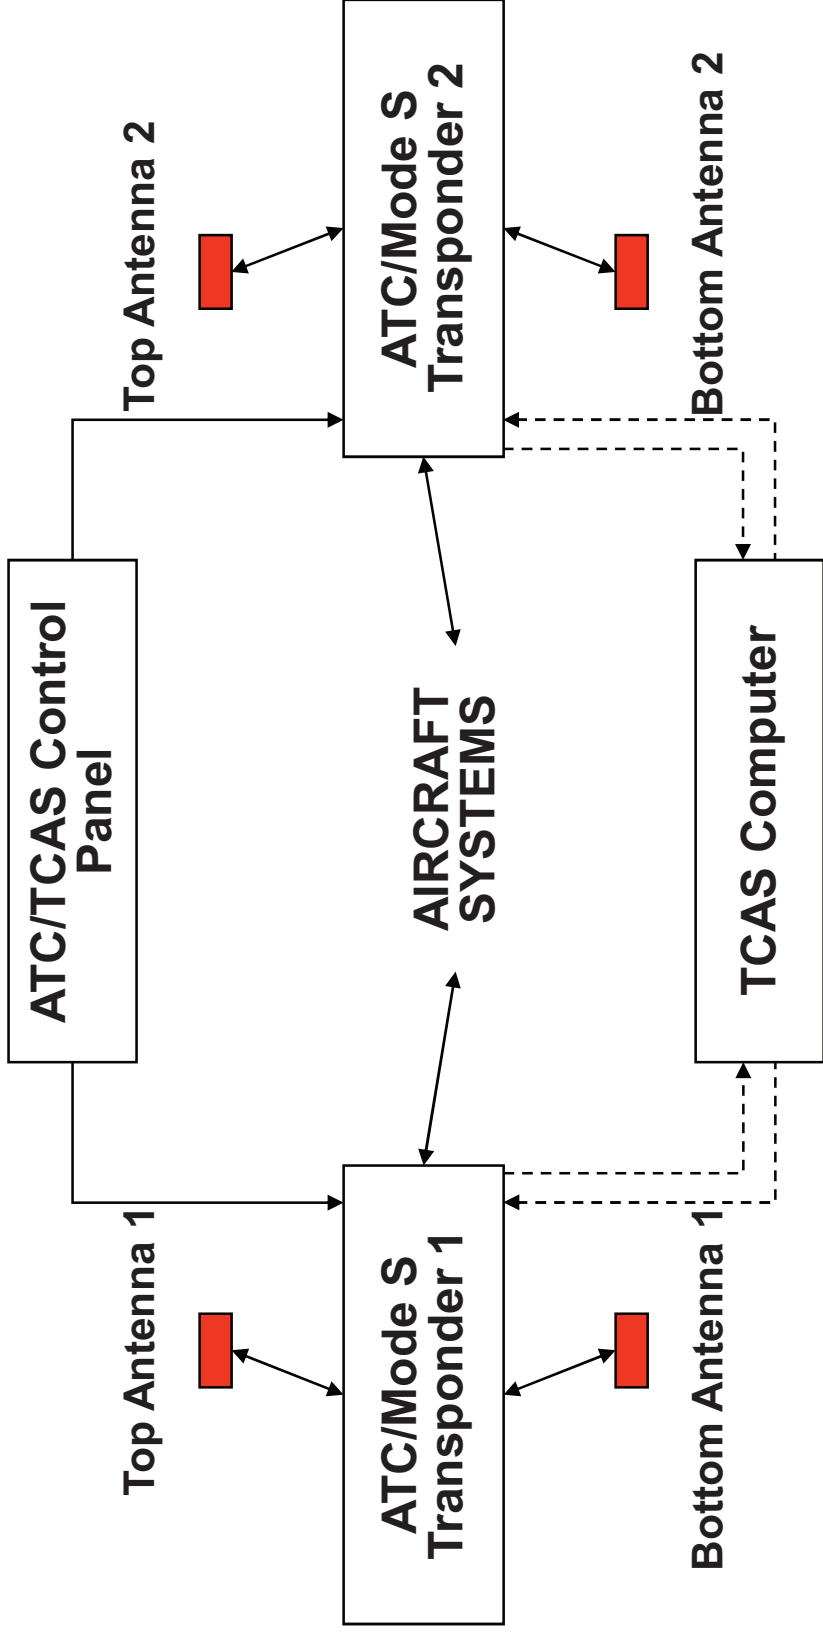 ATC/TCAS Control
Panel
Top Antenna 1
Top Antenna 2
ATC/Mode S
Transponder 1
AIRCRAFT
SYSTEMS
ATC/Mode S
Transponder 2
Bottom Antenna 1
TCAS Computer
Bottom Antenna 2